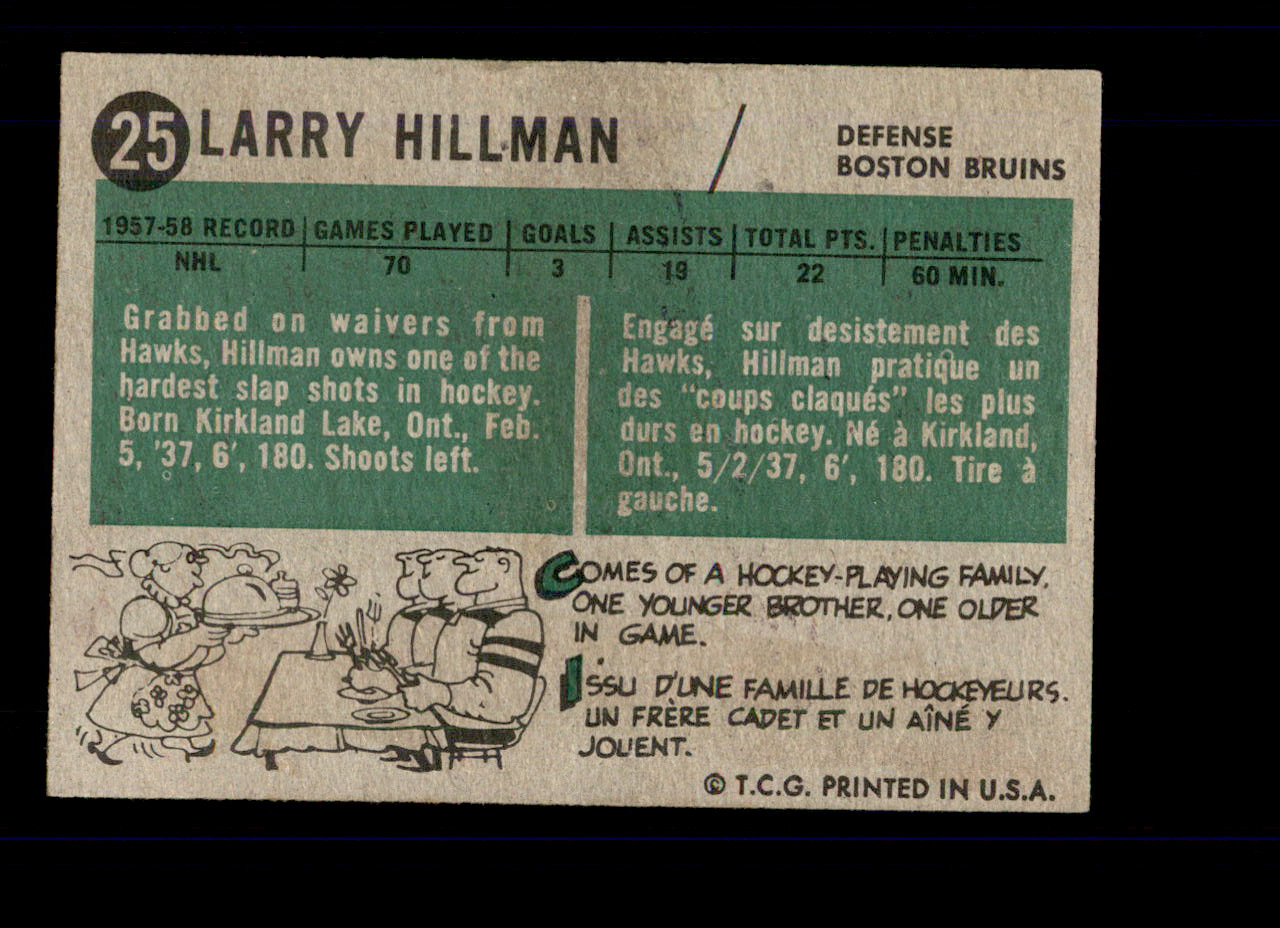 25 LARRY HILLMAN / DEFENSE
BOSTON BRUINS
1957-58 RECORD GAMES PLAYED GOALS ASSISTS TOTAL PTS. PENALTIES
NHL 70 3 19 22 60 MIN.
Grabbed on waivers from
Hawks, Hillman owns one of the
hardest slap shots in hockey.
Born Kirkland Lake, Ont., Feb.
5, '37, 6', 180. Shoots left.
Engagé sur desistement des
Hawks, Hillman pratique un
des "coups claqués" les plus
durs en hockey. Né à Kirkland,
Ont., 5/2/37, 6', 180. Tire à
gauche.
COMES OF A HOCKEY-PLAYING FAMILY.
ONE YOUNGER BROTHER, ONE OLDER
IN GAME.
ISSU D'UNE FAMILLE DE HOCKEYEURS.
UN FRÈRE CADET ET UN AÎNÉ Y
JOUENT.
© T.C.G. PRINTED IN U.S.A.